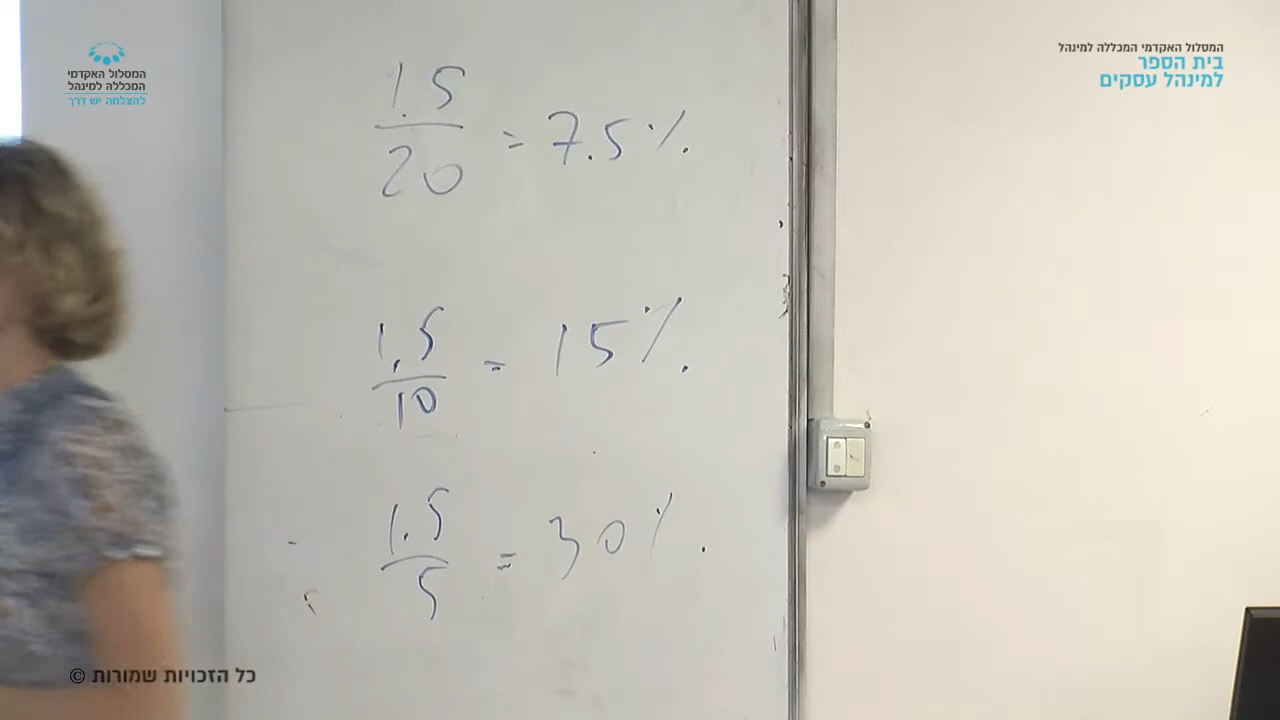 המסלול האקדמי
המכללה למינהל
להצלחה יש דרך
המסלול האקדמי המכללה למינהל
בית הספר
למינהל עסקים
1.5
20
= 7.5%
1.5
10
= 15%
1.5
5
= 30%
כל הזכויות שמורות ©